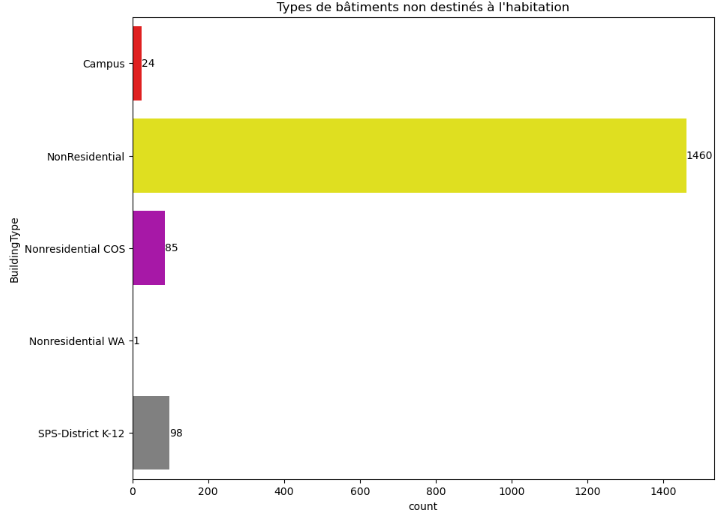 Types de bâtiments non destinés à l'habitation
Campus
24
NonResidential
1460
BuildingType
Nonresidential COS
85
Nonresidential WA
1
SPS-District K-12
98
0 200 400 600 800 1000 1200 1400
count